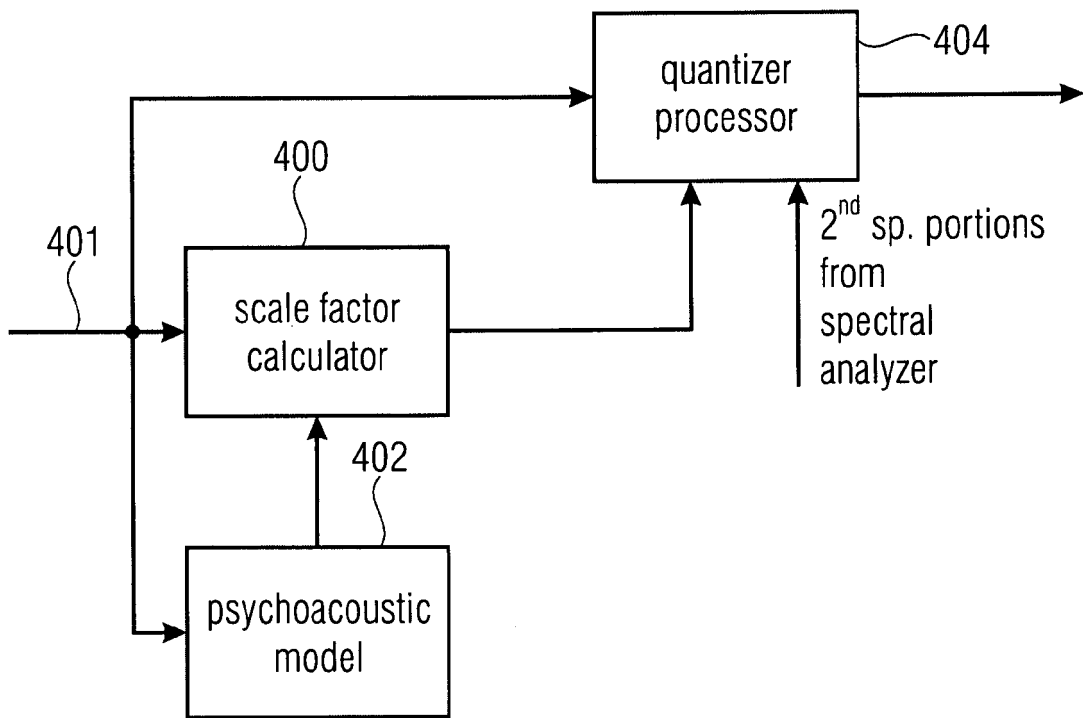 quantizer
processor
404
400
401
scale factor
calculator
2nd sp. portions
from
spectral
analyzer
402
psychoacoustic
model